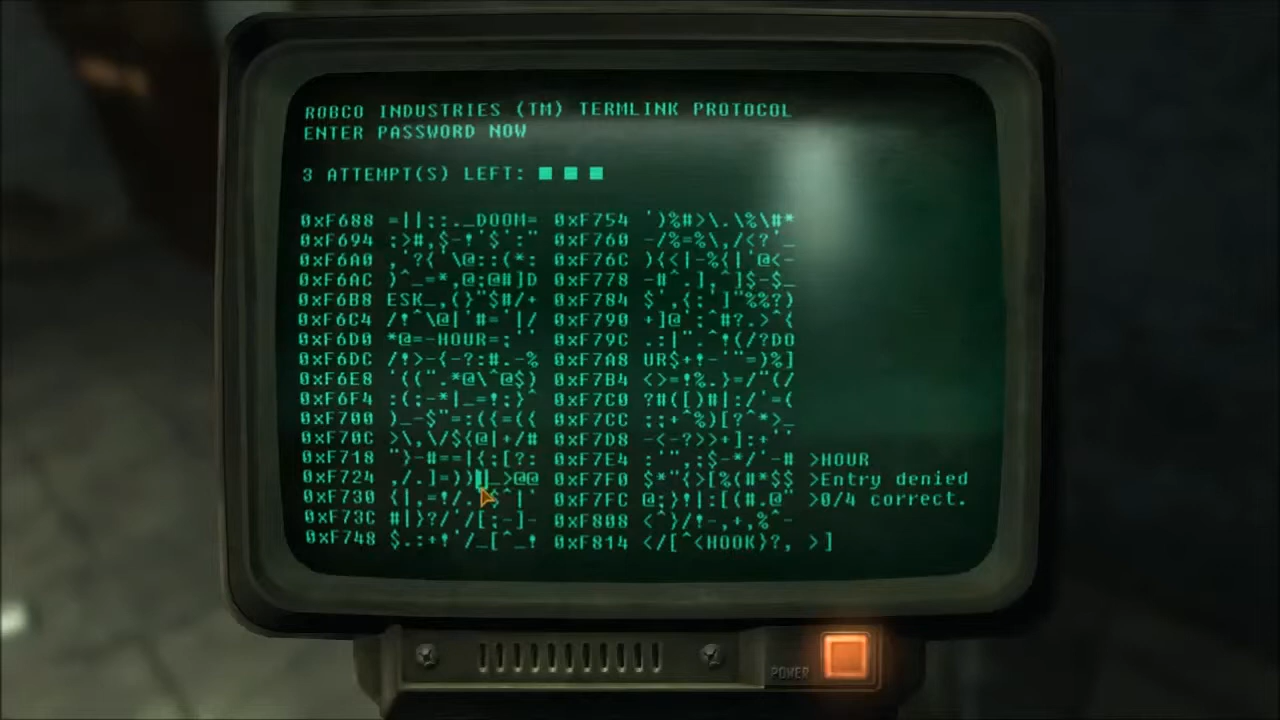 ROBCO INDUSTRIES (TM) TERMLINK PROTOCOL
ENTER PASSWORD NOW
3 ATTEMPT(S) LEFT: ■ ■ ■
0xF688 =||::._DOOM= 0xF754 ')%#>\.\%\#*
0xF694 :>#,$-!'$':" 0xF760 -/%=%\,/<?'_
0xF6A0 ,'?{'\@::(*: 0xF76C ){<|-%{|'@<-
0xF6AC )^_=*,@;@#]D 0xF778 -#^.],^]$-$_
0xF6B8 ESK_,(}"$#/+ 0xF784 $',{:']"%%?)
0xF6C4 /!^\@|'#='|/ 0xF790 +]@':^#?.>^{
0xF6D0 *@=-HOUR=;'' 0xF79C .:|".^!(/?DO
0xF6DC /!>-{-?:#.-% 0xF7A8 UR$+!-'"=)%]
0xF6E8 '((".*@\^@$) 0xF7B4 <>=!%.}=/"(/
0xF6F4 :(;-*|_=!;}^ 0xF7C0 ?#([)#|:/'={
0xF700 )_-$"=:({=({ 0xF7CC ;;+^%)[?^*>_
0xF70C >\,\/${@|+/# 0xF7D8 -<-?>>+]:+''
0xF718 "}-#==|{;[?: 0xF7E4 :'",;$-*/'-# >HOUR
0xF724 ,/.]=))||_>@@ 0xF7F0 $*"{>[%(#*$$ >Entry denied
0xF730 {|,=!/,$^|' 0xF7FC @;}!|:[(#.@" >0/4 correct.
0xF73C #|}?/'/[;-]- 0xF808 <^}/!-,+,%^-
0xF748 $.:+!'/_[^_! 0xF814 </[^<HOOK}?, >]
POWER